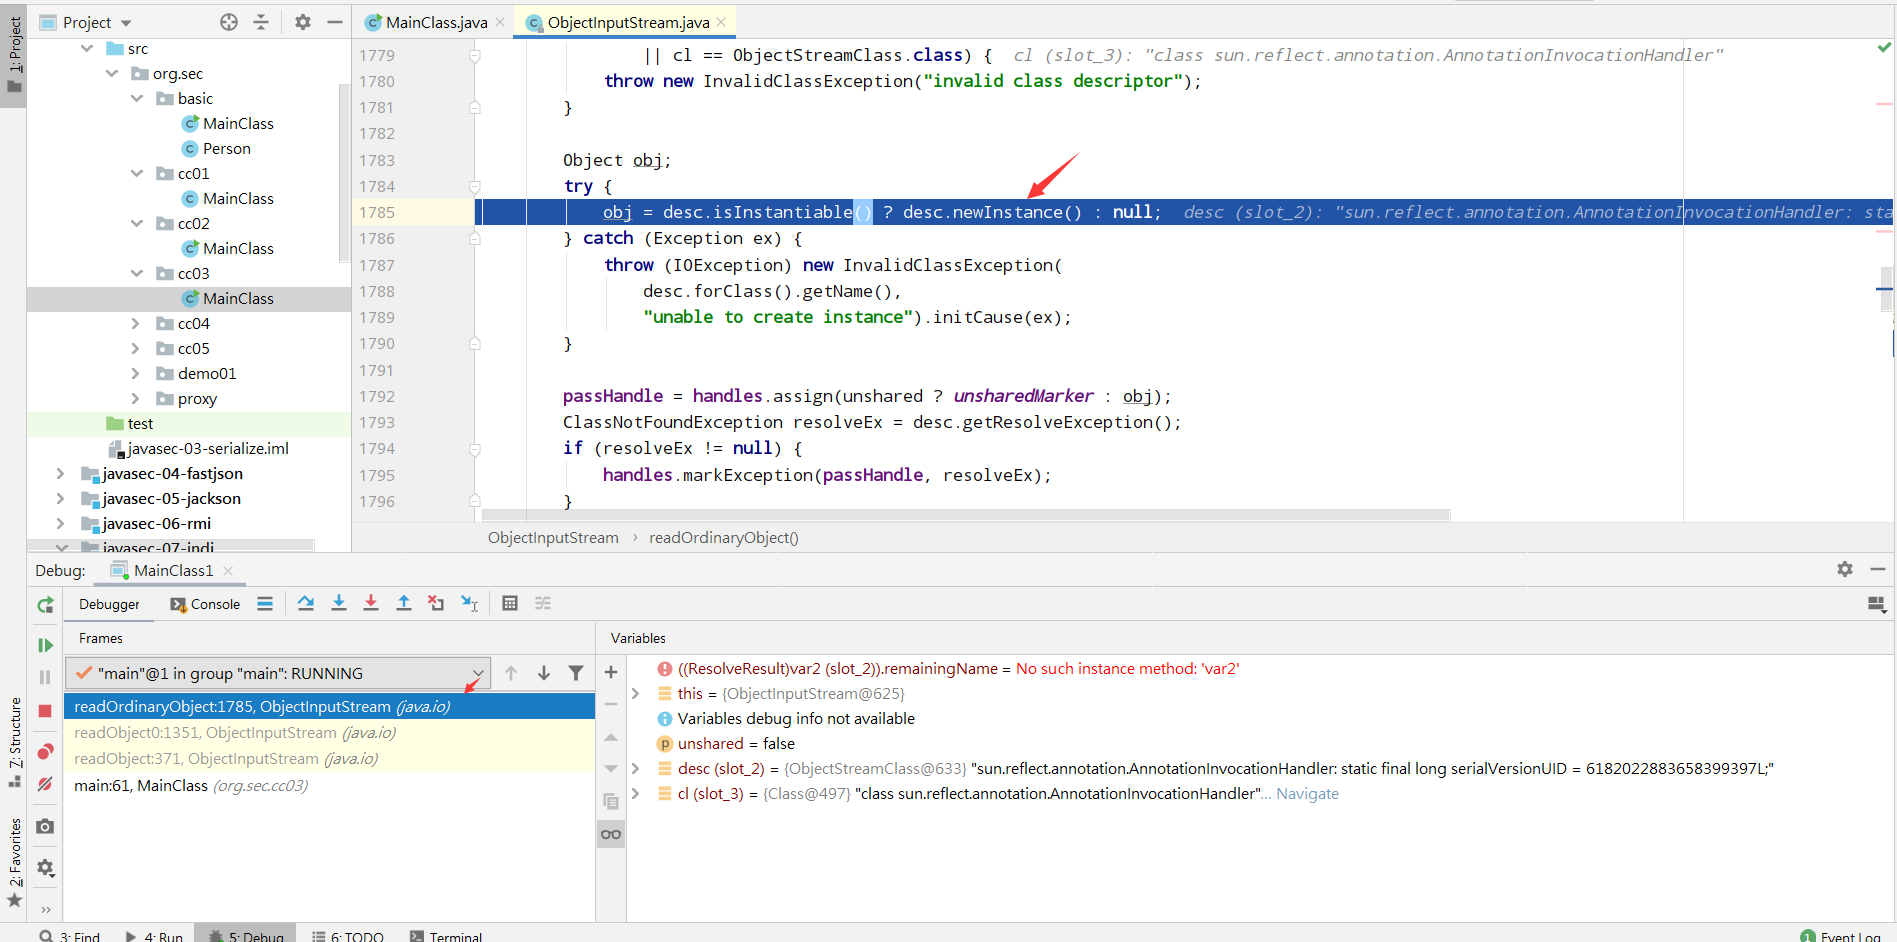 1: Project
Project
MainClass.java
ObjectInputStream.java
src
org.sec
basic
MainClass
Person
cc01
MainClass
cc02
MainClass
cc03
MainClass
cc04
cc05
demo01
proxy
test
javasec-03-serialize.iml
javasec-04-fastjson
javasec-05-jackson
javasec-06-rmi
javasec-07-jndi
1779 || cl == ObjectStreamClass.class) { cl (slot_3): "class sun.reflect.annotation.AnnotationInvocationHandler"
1780 throw new InvalidClassException("invalid class descriptor");
1781 }
1782
1783 Object obj;
1784 try {
1785 obj = desc.isInstantiable() ? desc.newInstance() : null; desc (slot_2): "sun.reflect.annotation.AnnotationInvocationHandler: sta
1786 } catch (Exception ex) {
1787 throw (IOException) new InvalidClassException(
1788 desc.forClass().getName(),
1789 "unable to create instance").initCause(ex);
1790 }
1791
1792 passHandle = handles.assign(unshared ? unsharedMarker : obj);
1793 ClassNotFoundException resolveEx = desc.getResolveException();
1794 if (resolveEx != null) {
1795 handles.markException(passHandle, resolveEx);
1796 }
ObjectInputStream › readOrdinaryObject()
Debug: MainClass1
Debugger Console
Frames
"main"@1 in group "main": RUNNING
readOrdinaryObject:1785, ObjectInputStream (java.io)
readObject0:1351, ObjectInputStream (java.io)
readObject:371, ObjectInputStream (java.io)
main:61, MainClass (org.sec.cc03)
Variables
((ResolveResult)var2 (slot_2)).remainingName = No such instance method: 'var2'
this = {ObjectInputStream@625}
Variables debug info not available
p unshared = false
desc (slot_2) = {ObjectStreamClass@633} "sun.reflect.annotation.AnnotationInvocationHandler: static final long serialVersionUID = 6182022883658399397L;"
cl (slot_3) = {Class@497} "class sun.reflect.annotation.AnnotationInvocationHandler"... Navigate
Z: Structure
2: Favorites
3: Find 4: Run 5: Debug 6: TODO Terminal 1 Event Log